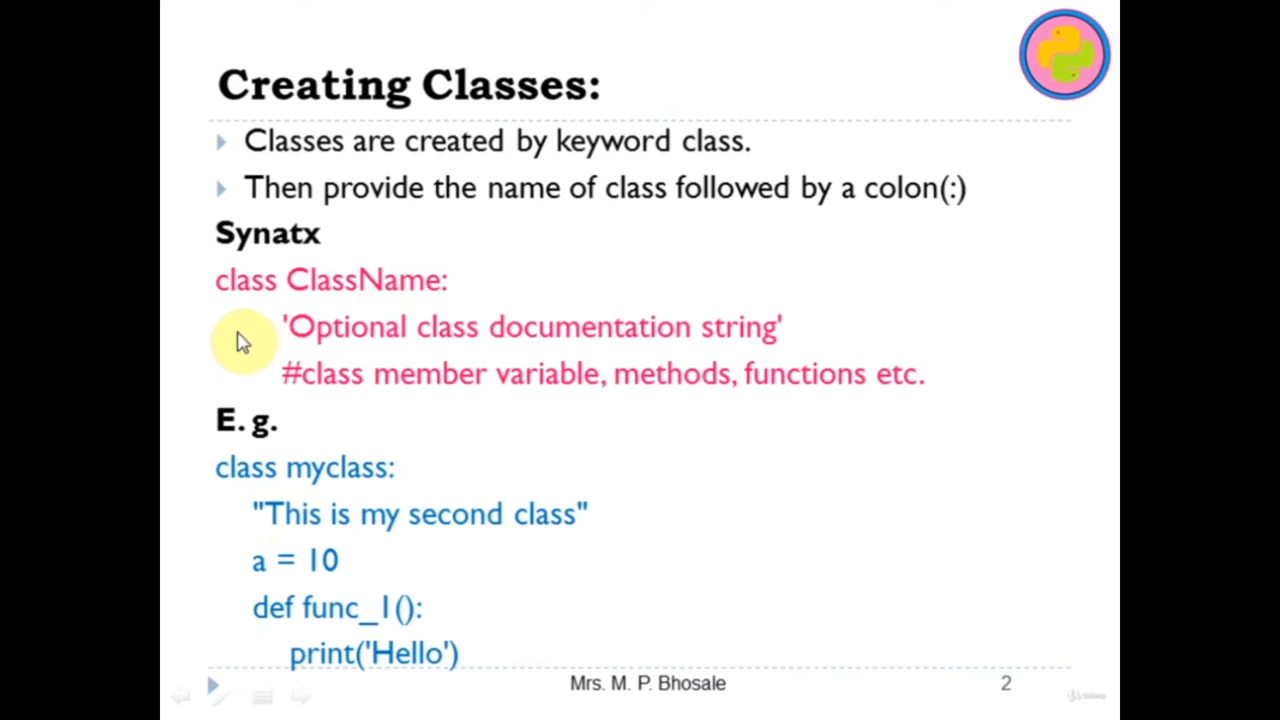 Creating Classes:
Classes are created by keyword class.
Then provide the name of class followed by a colon(:)
Synatx
class ClassName:
'Optional class documentation string'
#class member variable, methods, functions etc.
E. g.
class myclass:
"This is my second class"
a = 10
def func_1():
print('Hello')
Mrs. M. P. Bhosale
2